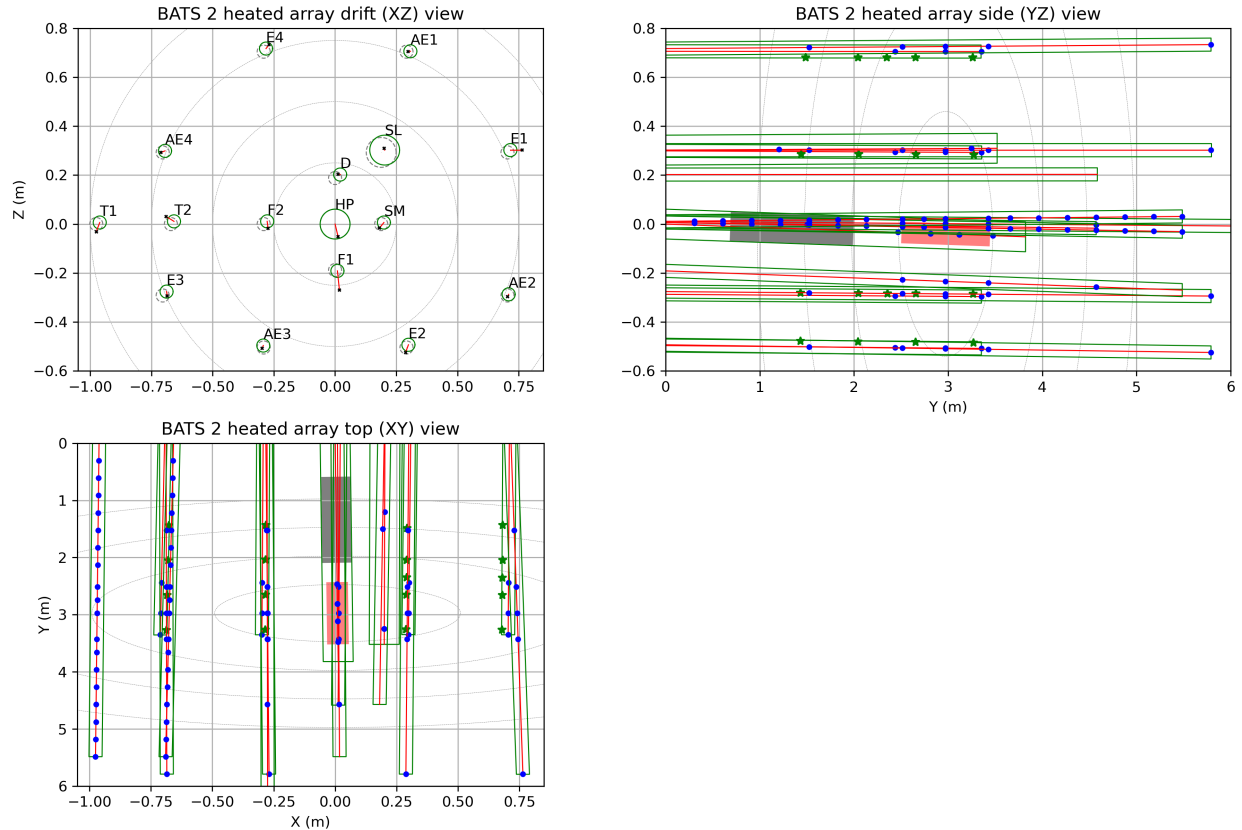 BATS 2 heated array drift (XZ) view
0.8
0.6
0.4
0.2
0.0
−0.2
−0.4
−0.6
Z (m)
E4
AE1
AE4
SL
E1
D
T1
T2
F2
HP
SM
F1
E3
AE2
AE3
E2
−1.00 −0.75 −0.50 −0.25 0.00 0.25 0.50 0.75
BATS 2 heated array side (YZ) view
0.8
0.6
0.4
0.2
0.0
−0.2
−0.4
−0.6
0 1 2 3 4 5 6
Y (m)
BATS 2 heated array top (XY) view
0
1
2
3
4
5
6
Y (m)
−1.00 −0.75 −0.50 −0.25 0.00 0.25 0.50 0.75
X (m)